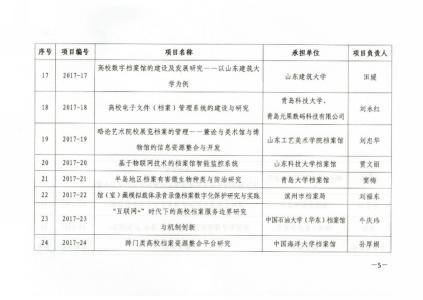 序号 项目编号 项目名称 承担单位 项目负责人
17 2017-17 高校数字档案馆的建设及发展研究——以山东建筑大
学为例 山东建筑大学 田媛
18 2017-18 高校电子文件（档案）管理系统的建设与研究 青岛科技大学、
青岛元果数码科技有限公司 刘永红
19 2017-19 略论艺术院校展览档案的管理——兼论与美术馆与博
物馆的信息资源整合与开发 山东工艺美术学院档案馆 刘忠华
20 2017-20 基于物联网技术的档案馆智能监控系统 山东科技大学档案馆 贾文丽
21 2017-21 半岛地区档案有害微生物种类与防治研究 青岛大学档案馆 窦梅
22 2017-22 馆（室）藏模拟载体录音录像档案数字化保护研究与实践 滨州市档案局 刘福东
23 2017-23 “互联网+”时代下的高校档案服务边界研究
与机制创新 中国石油大学（华东）档案馆 牛庆玮
24 2017-24 跨门类高校档案资源整合平台研究 中国海洋大学档案馆 孙厚娟
—5—